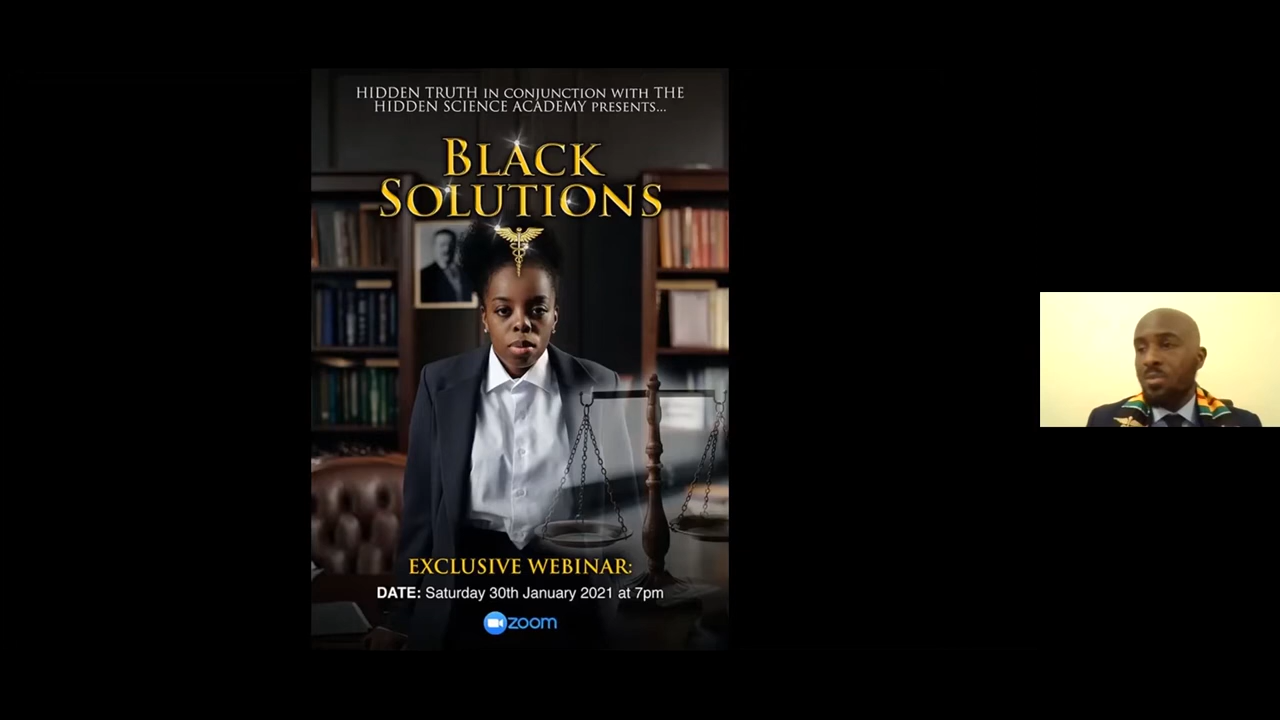 HIDDEN TRUTH IN CONJUNCTION WITH THE
HIDDEN SCIENCE ACADEMY PRESENTS...
BLACK
SOLUTIONS
EXCLUSIVE WEBINAR:
DATE: Saturday 30th January 2021 at 7pm
zoom